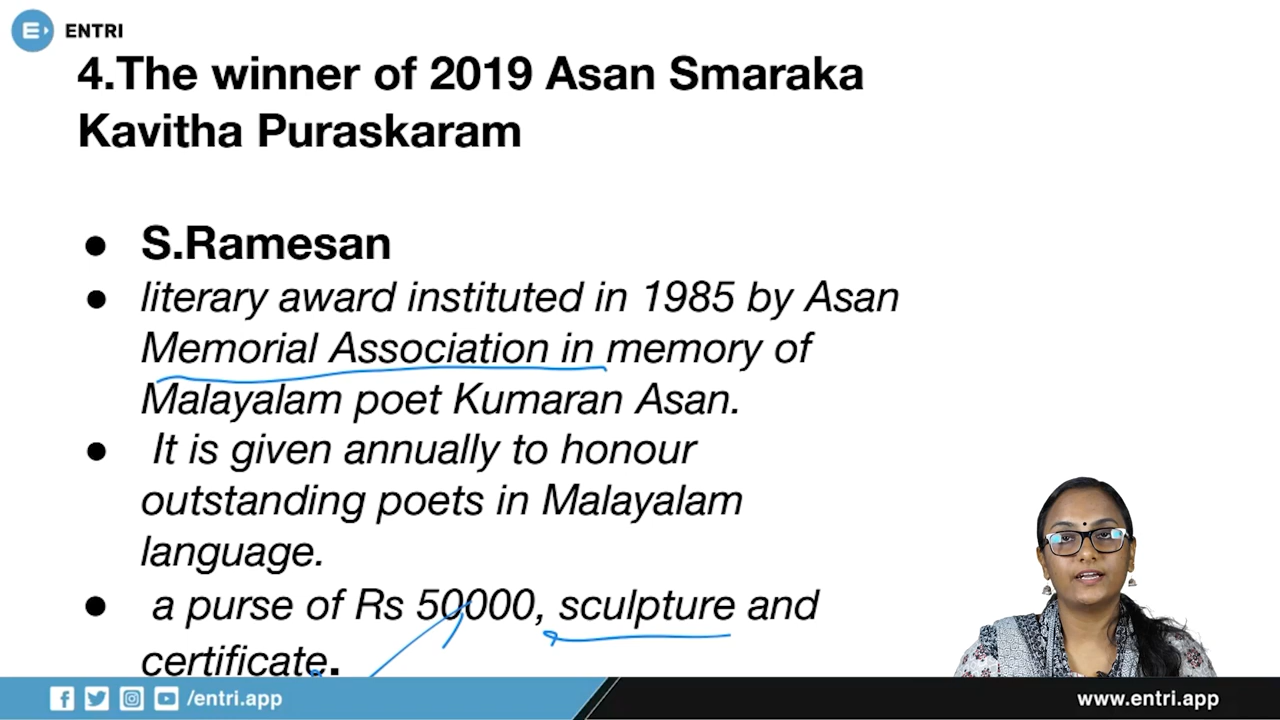 ENTRI
4.The winner of 2019 Asan Smaraka
Kavitha Puraskaram
● S.Ramesan
● literary award instituted in 1985 by Asan
Memorial Association in memory of
Malayalam poet Kumaran Asan.
● It is given annually to honour
outstanding poets in Malayalam
language.
● a purse of Rs 50000, sculpture and
certificate.
/entri.app
www.entri.app